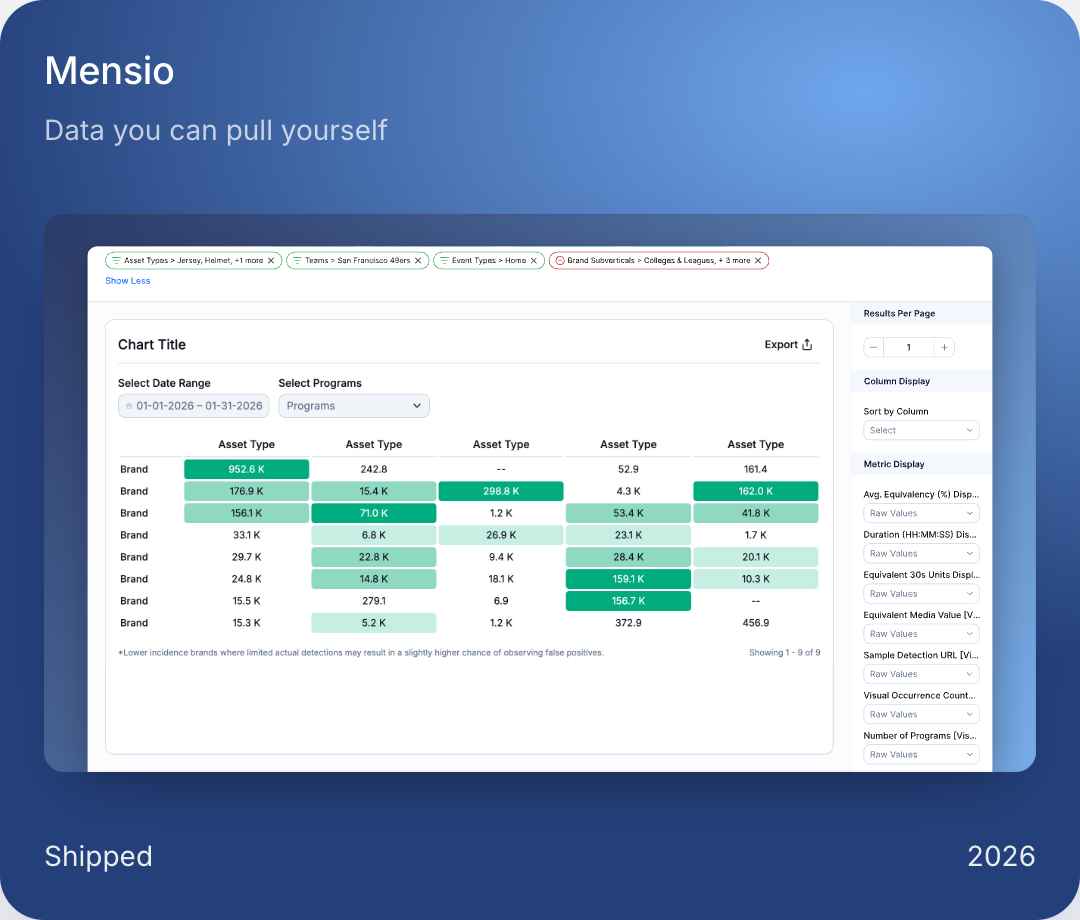 Mensio
Data you can pull yourself
Asset Types > Jersey, Helmet, +1 more
Teams > San Francisco 49ers
Event Types > Home
Brand Subverticals > Colleges & Leagues, + 3 more
Show Less
Chart Title
Export
Select Date Range
Select Programs
01-01-2026 – 01-31-2026
Programs
Asset Type Asset Type Asset Type Asset Type Asset Type
Brand 952.6 K 242.8 -- 52.9 161.4
Brand 176.9 K 15.4 K 298.8 K 4.3 K 162.0 K
Brand 156.1 K 71.0 K 1.2 K 53.4 K 41.8 K
Brand 33.1 K 6.8 K 26.9 K 23.1 K 1.7 K
Brand 29.7 K 22.8 K 9.4 K 28.4 K 20.1 K
Brand 24.8 K 14.8 K 18.1 K 159.1 K 10.3 K
Brand 15.5 K 279.1 6.9 156.7 K --
Brand 15.3 K 5.2 K 1.2 K 372.9 456.9
*Lower incidence brands where limited actual detections may result in a slightly higher chance of observing false positives.
Showing 1 - 9 of 9
Results Per Page
1
Column Display
Sort by Column
Select
Metric Display
Avg. Equivalency (%) Disp...
Raw Values
Duration (HH:MM:SS) Dis...
Raw Values
Equivalent 30s Units Displ...
Raw Values
Equivalent Media Value [V...
Raw Values
Sample Detection URL [Vi...
Raw Values
Visual Occurrence Count...
Raw Values
Number of Programs [Vis...
Raw Values
Shipped
2026